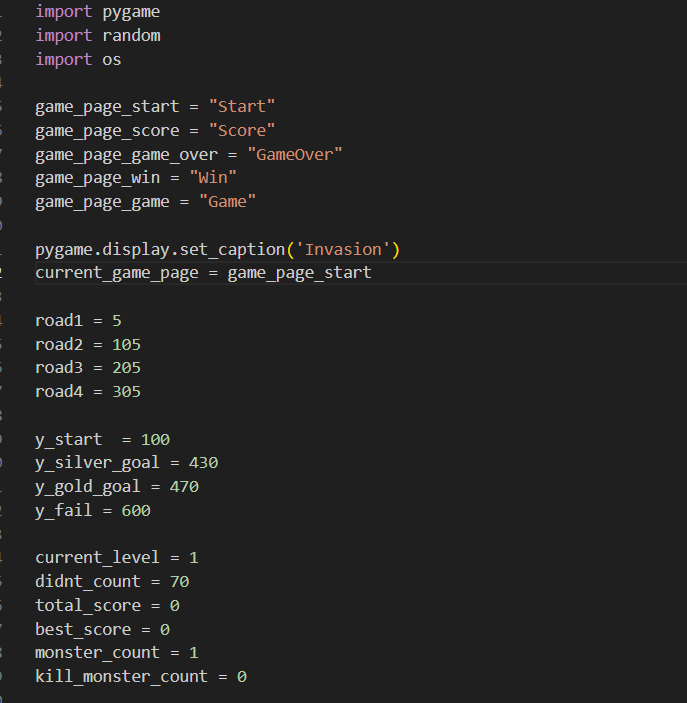 import pygame
import random
import os
game_page_start = "Start"
game_page_score = "Score"
game_page_game_over = "GameOver"
game_page_win = "Win"
game_page_game = "Game"
pygame.display.set_caption('Invasion')
current_game_page = game_page_start
road1 = 5
road2 = 105
road3 = 205
road4 = 305
y_start  = 100
y_silver_goal = 430
y_gold_goal = 470
y_fail = 600
current_level = 1
didnt_count = 70
total_score = 0
best_score = 0
monster_count = 1
kill_monster_count = 0